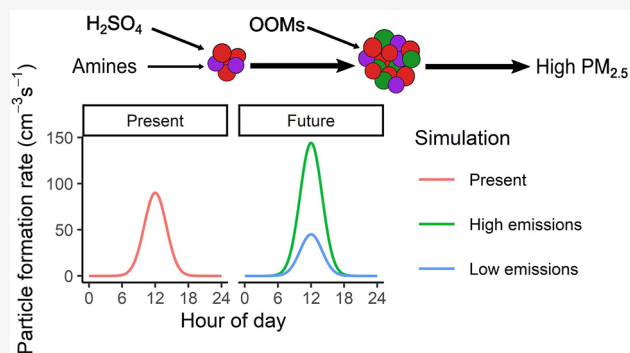 H₂SO₄ OOMs
Amines High PM₂.₅
Particle formation rate (cm⁻³s⁻¹)
Present Future
150
100
50
0
0 6 12 18 24 0 6 12 18 24
Hour of day
Simulation
Present
High emissions
Low emissions